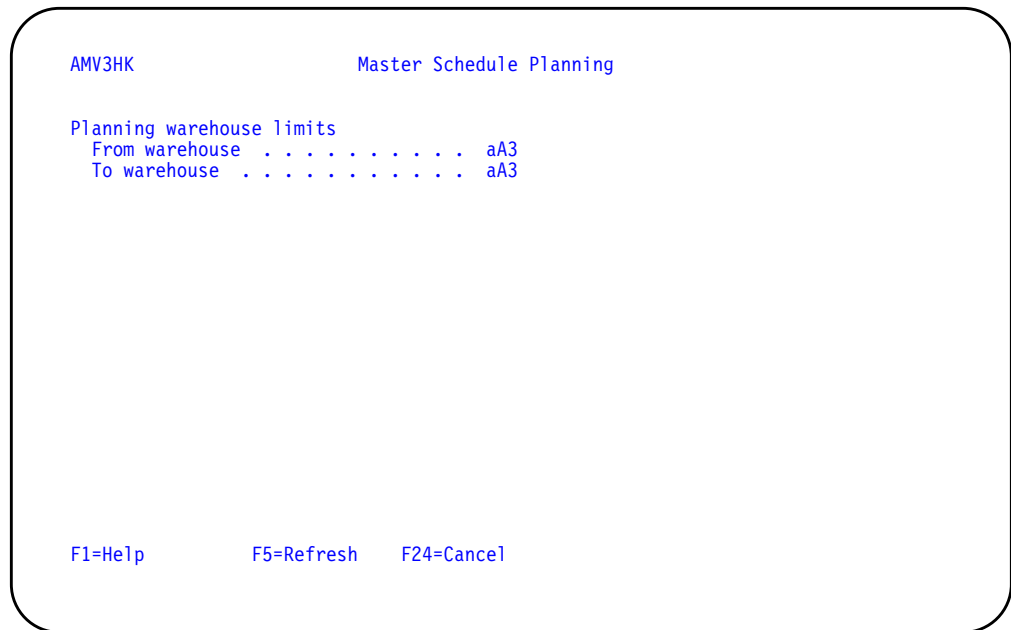 AMV3HK Master Schedule Planning
Planning warehouse limits
From warehouse . . . . . . . . . . aA3
To warehouse . . . . . . . . . . . aA3
F1=Help F5=Refresh F24=Cancel